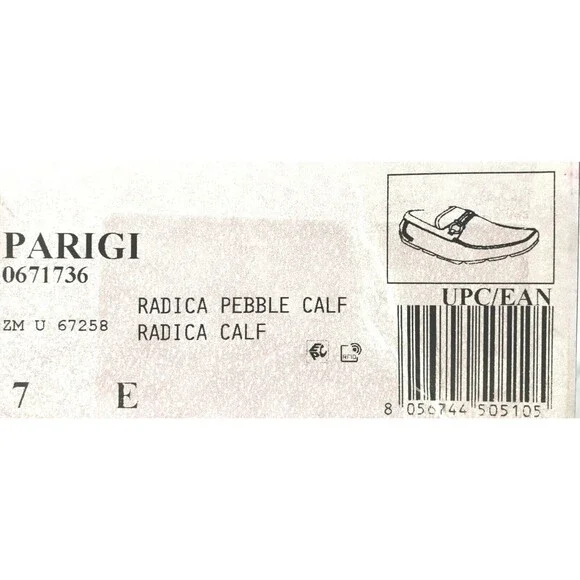 PARIGI
0671736
UPC/EAN
RADICA PEBBLE CALF
ZM U 67258
RADICA CALF
7 E
8 056744 505105